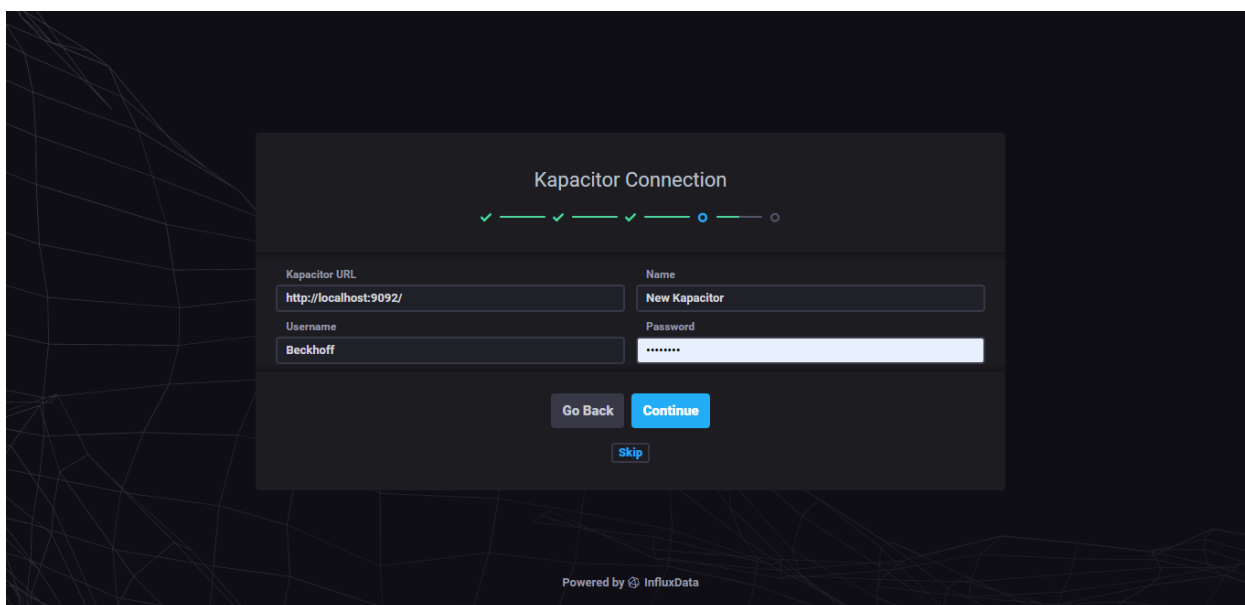 Kapacitor Connection
Kapacitor URL
Name
http://localhost:9092/
New Kapacitor
Username
Password
Beckhoff
••••••••
Go Back
Continue
Skip
Powered by InfluxData